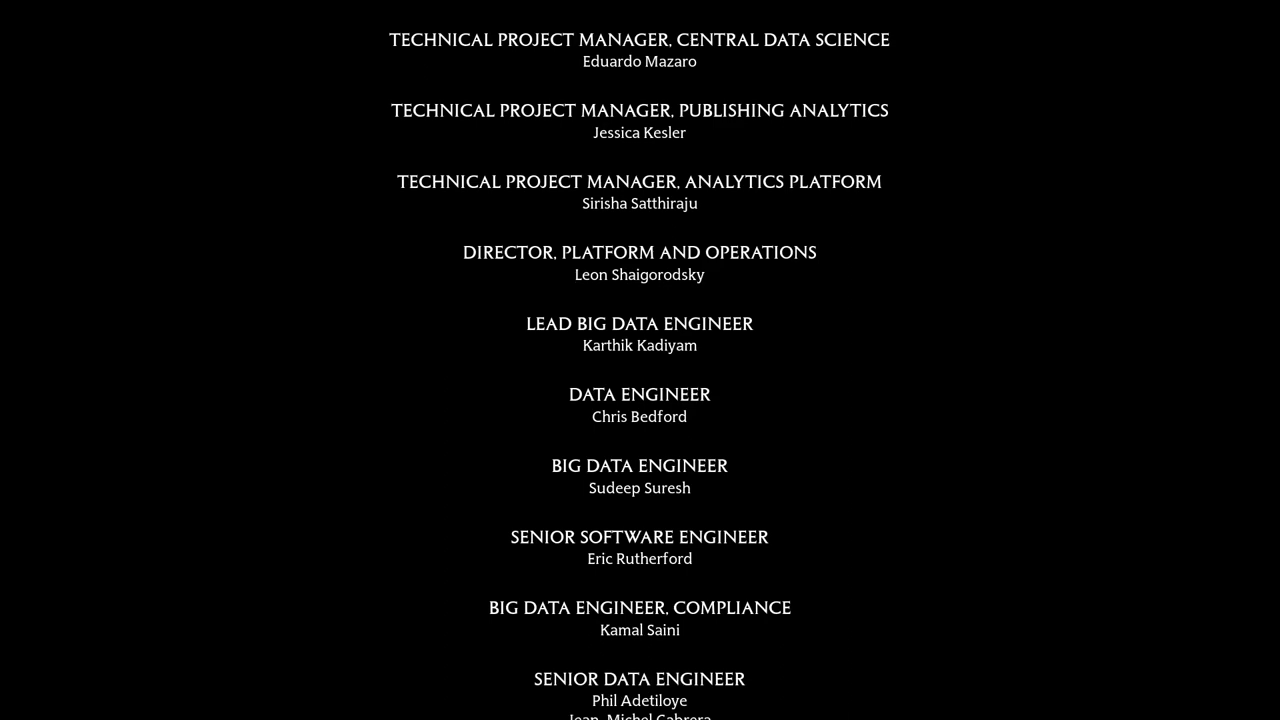 TECHNICAL PROJECT MANAGER, CENTRAL DATA SCIENCE
Eduardo Mazaro
TECHNICAL PROJECT MANAGER, PUBLISHING ANALYTICS
Jessica Kesler
TECHNICAL PROJECT MANAGER, ANALYTICS PLATFORM
Sirisha Satthiraju
DIRECTOR, PLATFORM AND OPERATIONS
Leon Shaigorodsky
LEAD BIG DATA ENGINEER
Karthik Kadiyam
DATA ENGINEER
Chris Bedford
BIG DATA ENGINEER
Sudeep Suresh
SENIOR SOFTWARE ENGINEER
Eric Rutherford
BIG DATA ENGINEER, COMPLIANCE
Kamal Saini
SENIOR DATA ENGINEER
Phil Adetiloye
Jean-Michel Cabrera